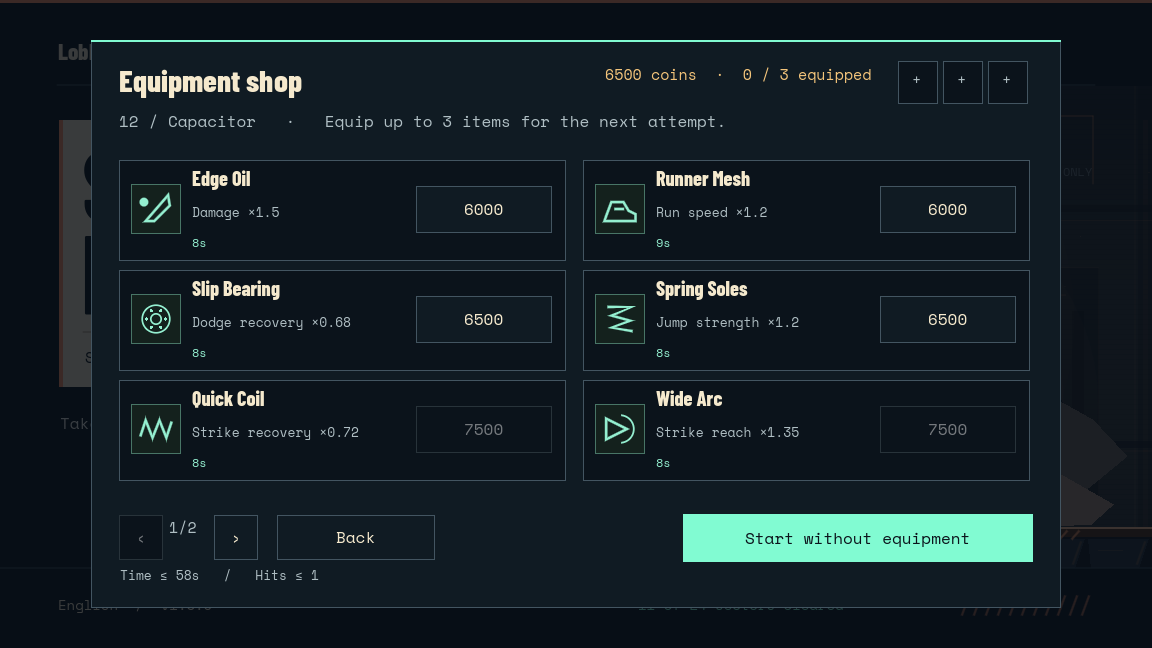 Equipment shop
6500 coins · 0 / 3 equipped
+ + +
12 / Capacitor · Equip up to 3 items for the next attempt.
Edge Oil
Damage ×1.5
8s
6000
Runner Mesh
Run speed ×1.2
9s
6000
Slip Bearing
Dodge recovery ×0.68
8s
6500
Spring Soles
Jump strength ×1.2
8s
6500
Quick Coil
Strike recovery ×0.72
8s
7500
Wide Arc
Strike reach ×1.35
8s
7500
‹ 1/2 › Back
Start without equipment
Time ≤ 58s / Hits ≤ 1
ONLY